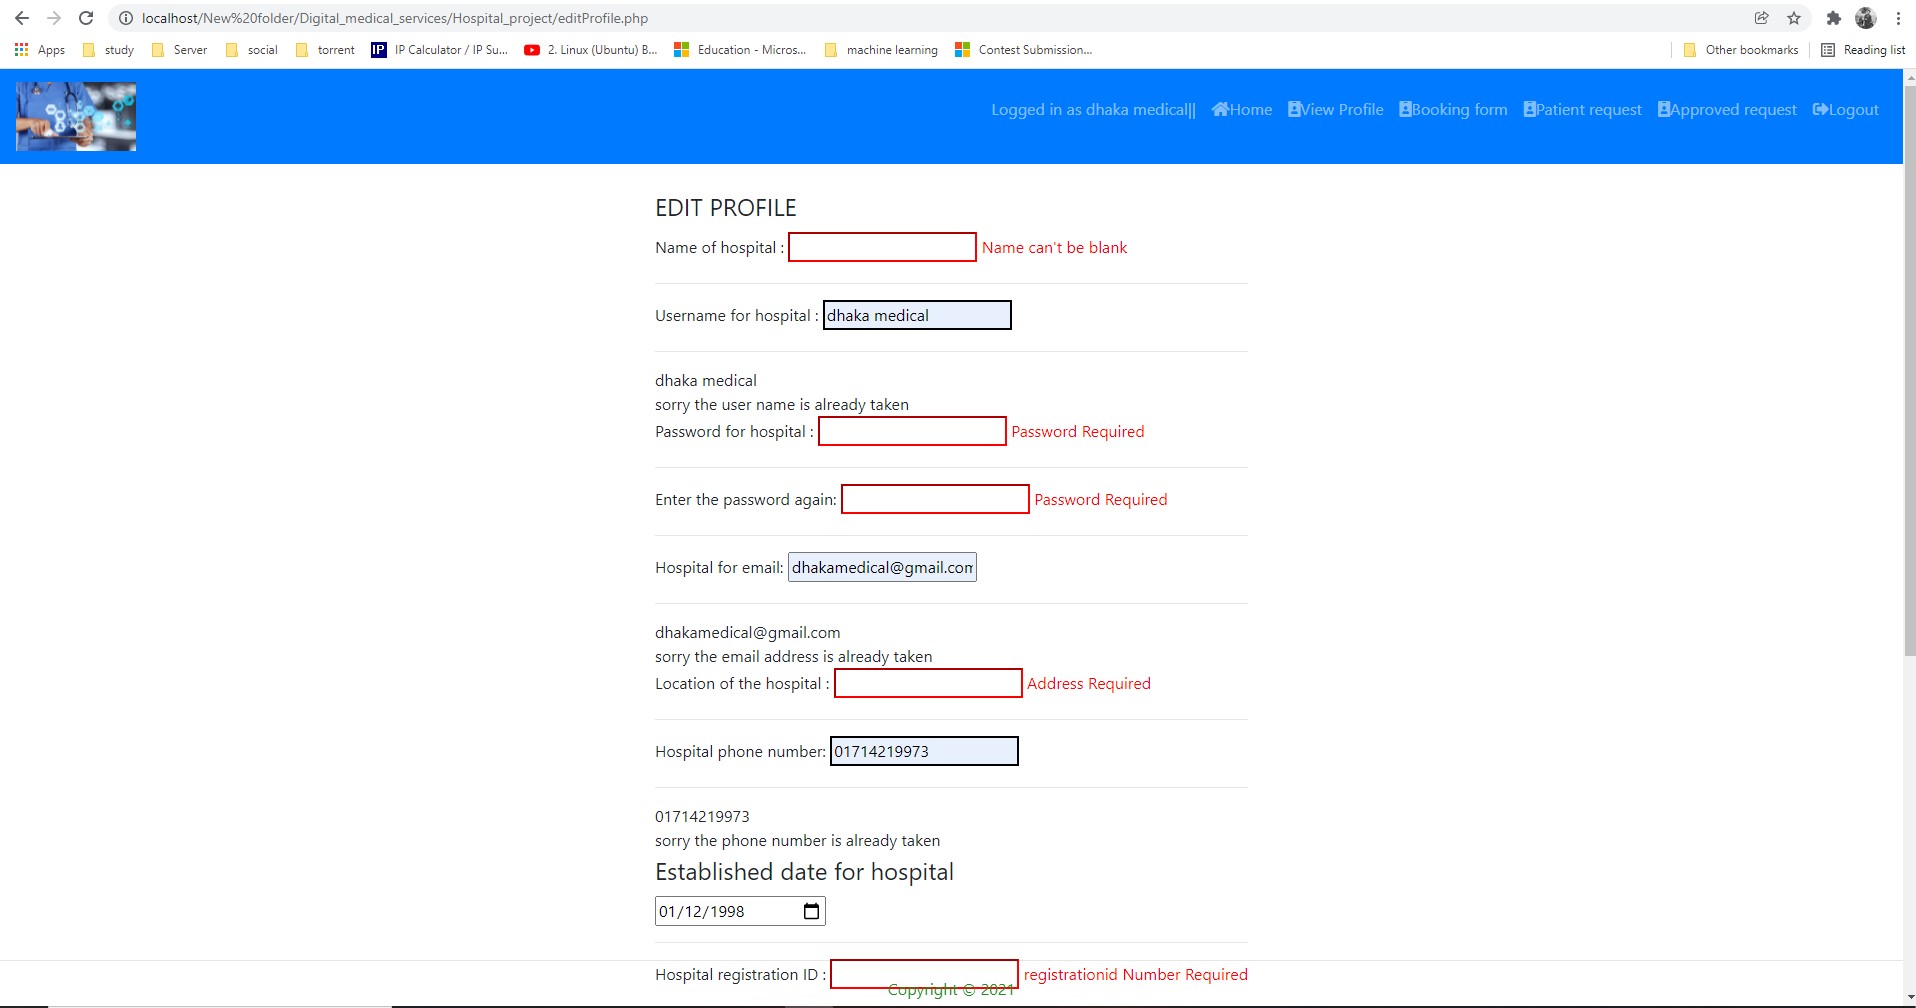 localhost/New%20folder/Digital_medical_services/Hospital_project/editProfile.php
Apps study Server social torrent IP IP Calculator / IP Su... 2. Linux (Ubuntu) B... Education - Micros... machine learning Contest Submission... Other bookmarks Reading list
Logged in as dhaka medical|| Home View Profile Booking form Patient request Approved request Logout
EDIT PROFILE
Name of hospital : Name can't be blank
Username for hospital : dhaka medical
dhaka medical
sorry the user name is already taken
Password for hospital : Password Required
Enter the password again: Password Required
Hospital for email: dhakamedical@gmail.com
dhakamedical@gmail.com
sorry the email address is already taken
Location of the hospital : Address Required
Hospital phone number: 01714219973
01714219973
sorry the phone number is already taken
Established date for hospital
01/12/1998
Hospital registration ID : registrationid Number Required
Copyright © 2021